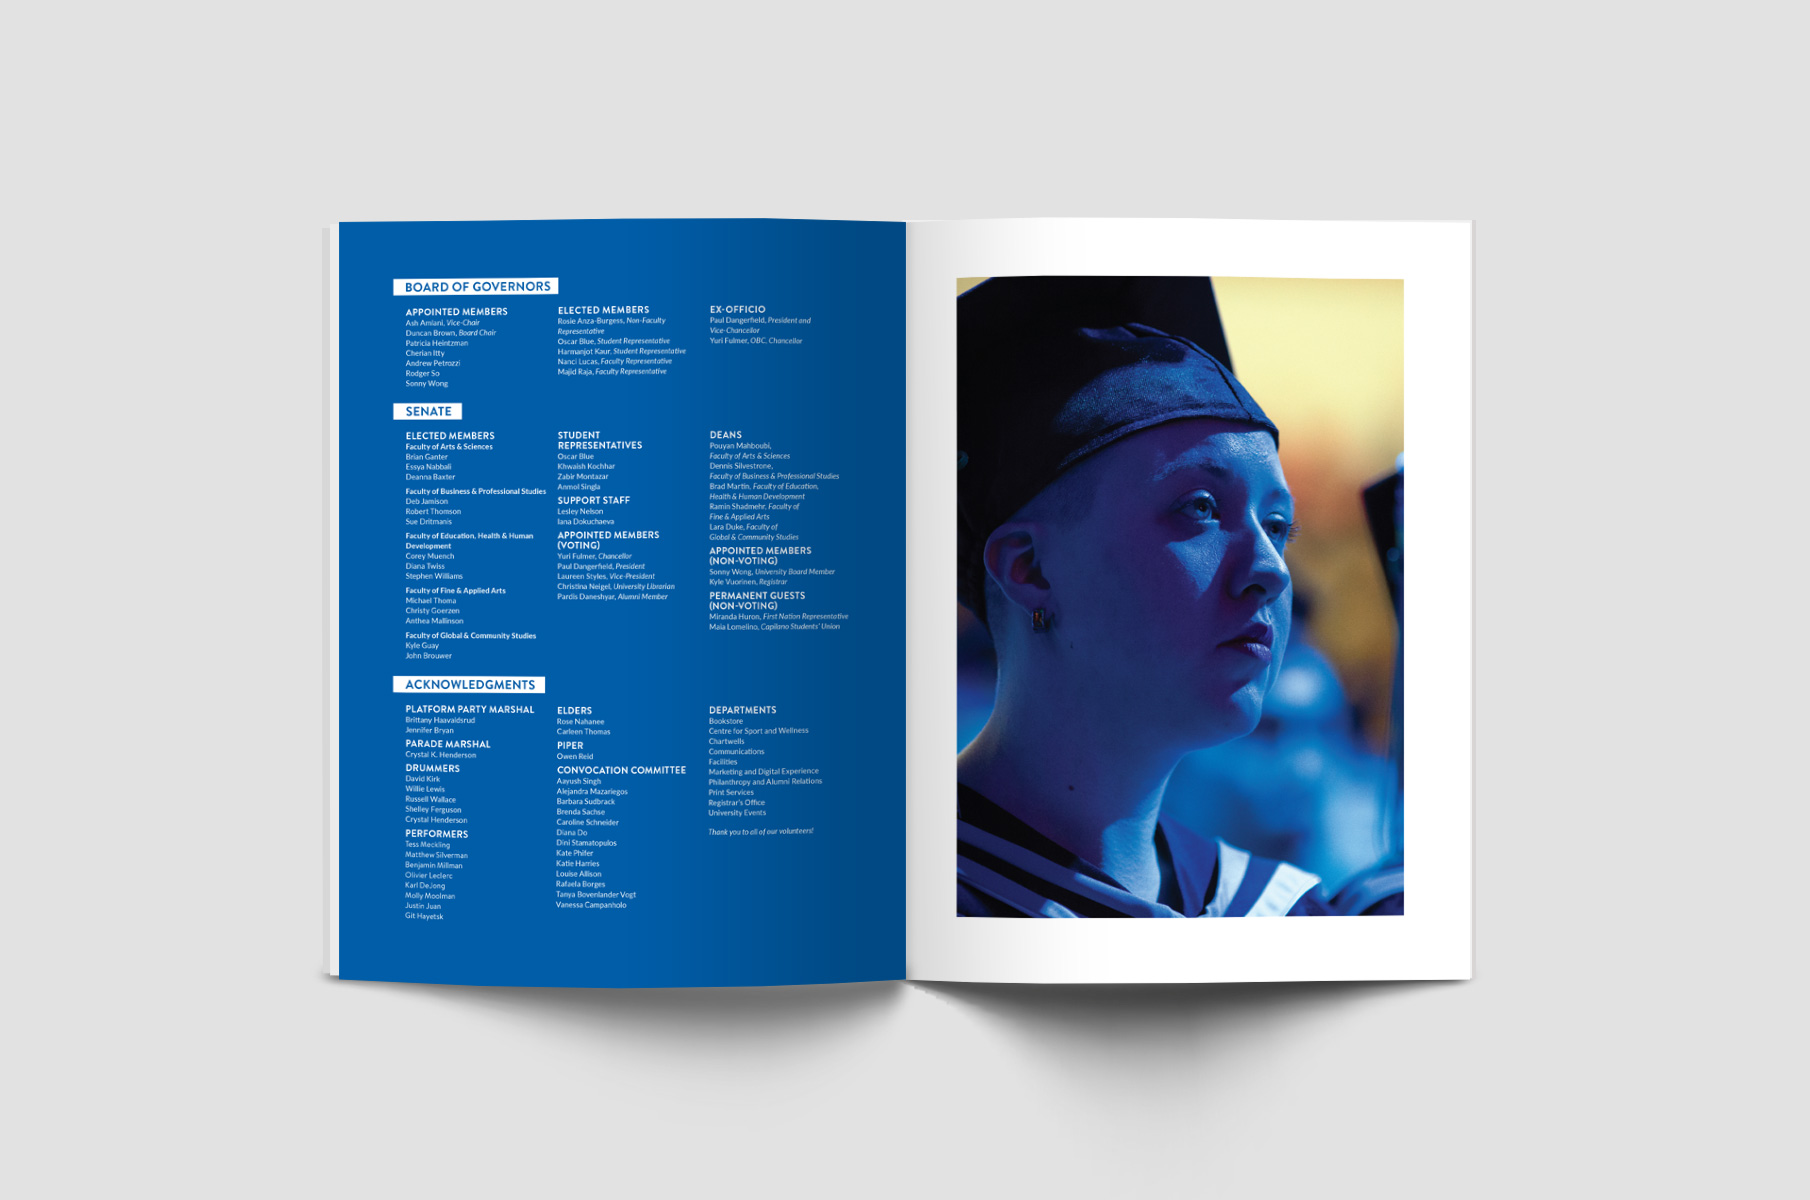 BOARD OF GOVERNORS
APPOINTED MEMBERS
Ash Amlani, Vice-Chair
Duncan Brown, Board Chair
Patricia Heintzman
Cherian Itty
Andrew Petrozzi
Rodger So
Sonny Wong
ELECTED MEMBERS
Rosie Anza-Burgess, Non-Faculty
Representative
Oscar Blue, Student Representative
Harmanjot Kaur, Student Representative
Nanci Lucas, Faculty Representative
Majid Raja, Faculty Representative
EX-OFFICIO
Paul Dangerfield, President and
Vice-Chancellor
Yuri Fulmer, OBC, Chancellor
SENATE
ELECTED MEMBERS
Faculty of Arts & Sciences
Brian Ganter
Essya Nabbali
Deanna Baxter
Faculty of Business & Professional Studies
Deb Jamison
Robert Thomson
Sue Dritmanis
Faculty of Education, Health & Human
Development
Corey Muench
Diana Twiss
Stephen Williams
Faculty of Fine & Applied Arts
Michael Thoma
Christy Goerzen
Anthea Mallinson
Faculty of Global & Community Studies
Kyle Guay
John Brouwer
STUDENT
REPRESENTATIVES
Oscar Blue
Khwaish Kochhar
Zabir Montazar
Anmol Singla
SUPPORT STAFF
Lesley Nelson
Iana Dokuchaeva
APPOINTED MEMBERS
(VOTING)
Yuri Fulmer, Chancellor
Paul Dangerfield, President
Laureen Styles, Vice-President
Christina Neigel, University Librarian
Pardis Daneshyar, Alumni Member
DEANS
Pouyan Mahboubi,
Faculty of Arts & Sciences
Dennis Silvestrone,
Faculty of Business & Professional Studies
Brad Martin, Faculty of Education,
Health & Human Development
Ramin Shadmehr, Faculty of
Fine & Applied Arts
Lara Duke, Faculty of
Global & Community Studies
APPOINTED MEMBERS
(NON-VOTING)
Sonny Wong, University Board Member
Kyle Vuorinen, Registrar
PERMANENT GUESTS
(NON-VOTING)
Miranda Huron, First Nation Representative
Maia Lomelino, Capilano Students' Union
ACKNOWLEDGMENTS
PLATFORM PARTY MARSHAL
Brittany Haavaldsrud
Jennifer Bryan
PARADE MARSHAL
Crystal K. Henderson
DRUMMERS
David Kirk
Willie Lewis
Russell Wallace
Shelley Ferguson
Crystal Henderson
PERFORMERS
Tess Meckling
Matthew Silverman
Benjamin Millman
Olivier Leclerc
Karl DeJong
Molly Moolman
Justin Juan
Git Hayetsk
ELDERS
Rose Nahanee
Carleen Thomas
PIPER
Owen Reid
CONVOCATION COMMITTEE
Aayush Singh
Alejandra Mazariegos
Barbara Sudbrack
Brenda Sachse
Caroline Schneider
Diana Do
Dini Stamatopulos
Kate Phifer
Katie Harries
Louise Allison
Rafaela Borges
Tanya Bovenlander Vogt
Vanessa Campanholo
DEPARTMENTS
Bookstore
Centre for Sport and Wellness
Chartwells
Communications
Facilities
Marketing and Digital Experience
Philanthropy and Alumni Relations
Print Services
Registrar's Office
University Events
Thank you to all of our volunteers!